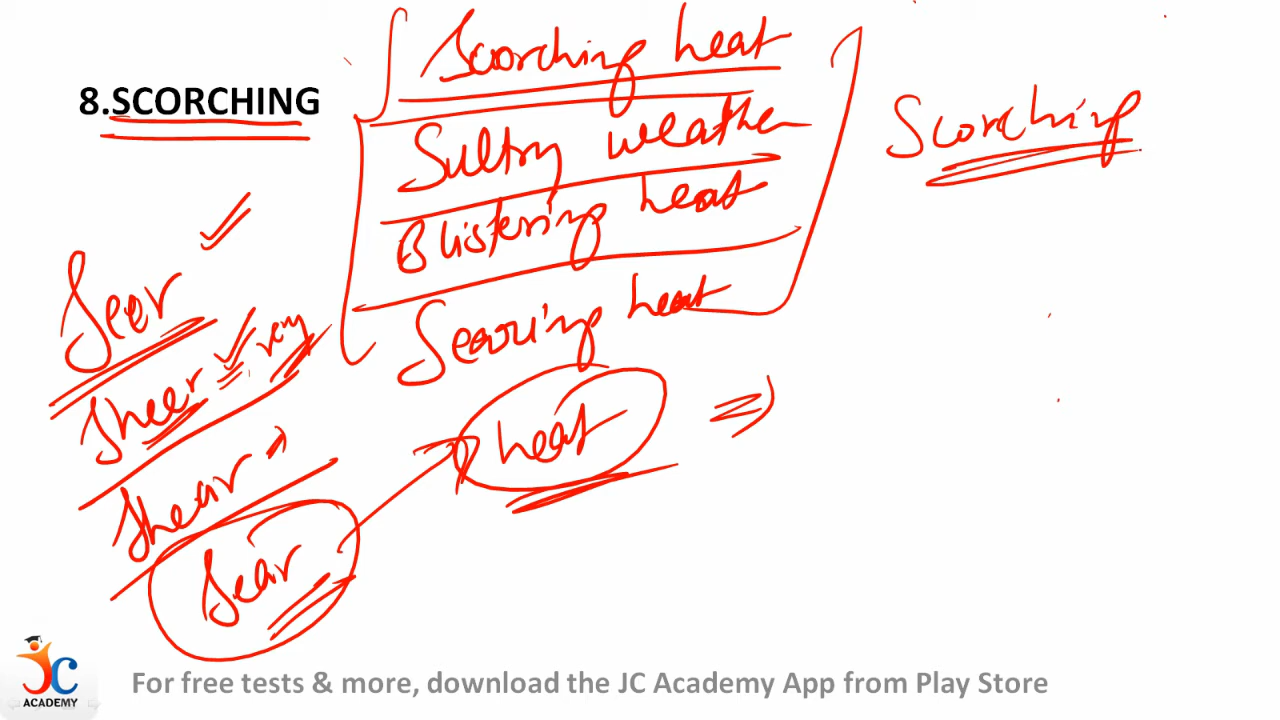 8.SCORCHING
Scorching heat
Sultry weather
Blistering heat
Searing heat
Scorching
Seer
Sheer = very
Shear
Sear
heat
JC
ACADEMY
For free tests & more, download the JC Academy App from Play Store